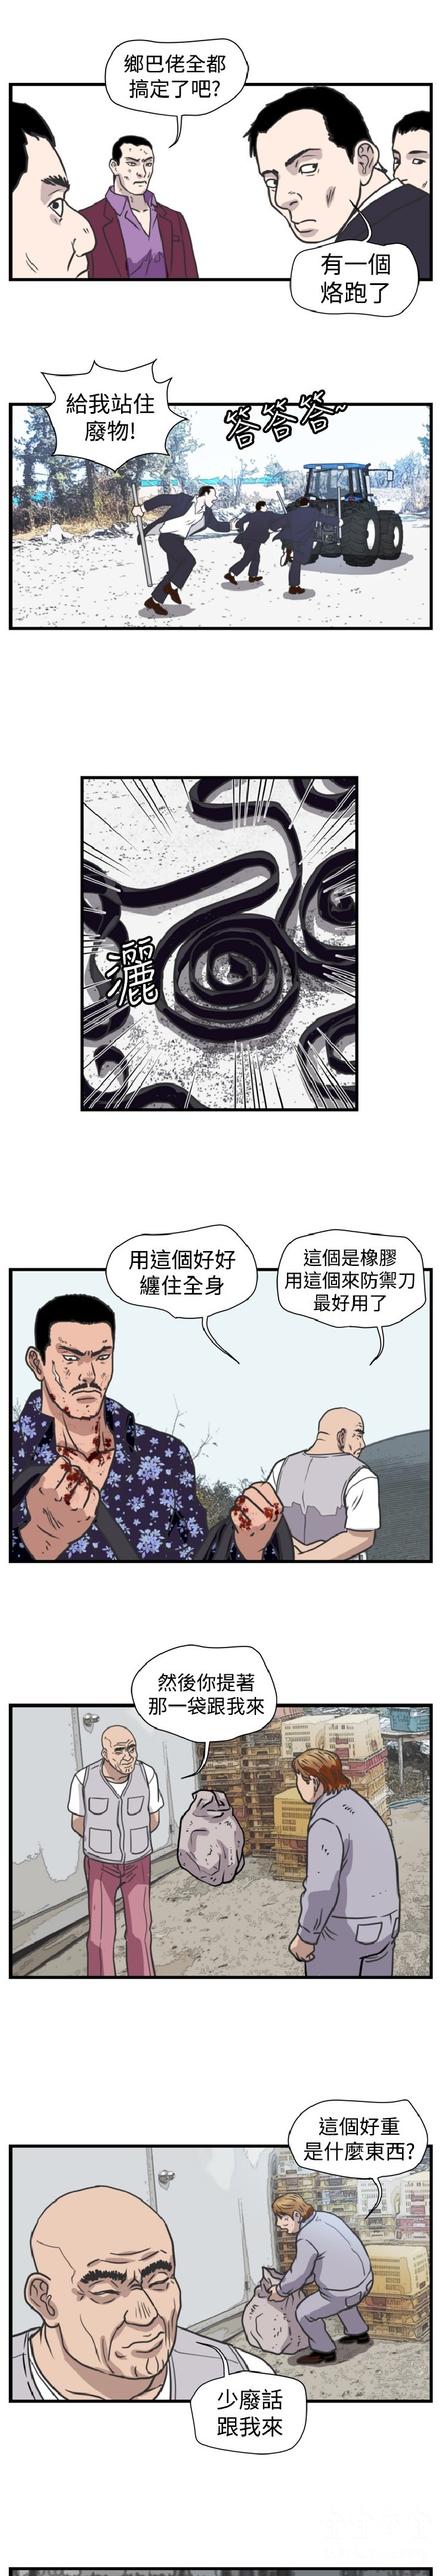 鄉巴佬全都
搞定了吧?
有一個
烙跑了
給我站住
廢物!
答答答~
灑
用這個好好
纏住全身
這個是橡膠
用這個來防禦刀
最好用了
然後你提著
那一袋跟我來
這個好重
是什麼東西?
少廢話
跟我來